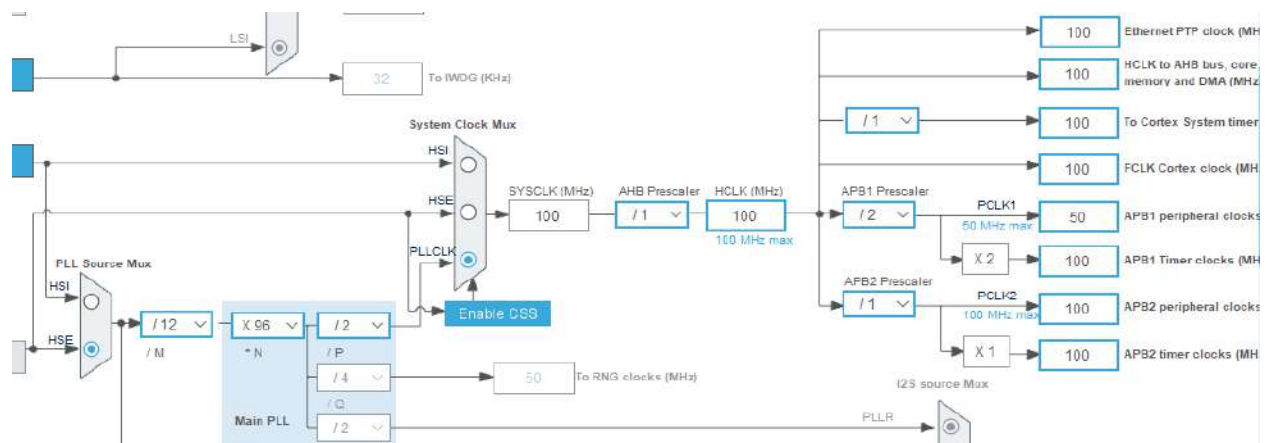 LSI
32
To IWDG (KHz)
System Clock Mux
HSI
HSE
PLLCLK
Enable CSS
SYSCLK (MHz)
100
AHB Prescaler
/ 1
HCLK (MHz)
100
100 MHz max
PLL Source Mux
HSI
HSE
/ 12
/ M
X 96
* N
/ 2
/ P
/ 4
/ Q
/ 2
Main PLL
50
To RNG clocks (MHz)
PLLR
I2S source Mux
100
Ethernet PTP clock (MH
100
HCLK to AHB bus, core,
memory and DMA (MHz
/ 1
100
To Cortex System timer
100
FCLK Cortex clock (MH
APB1 Prescaler
/ 2
PCLK1
50 MHz max
50
APB1 peripheral clocks
X 2
100
APB1 Timer clocks (MH
APB2 Prescaler
/ 1
PCLK2
100 MHz max
100
APB2 peripheral clocks
X 1
100
APB2 timer clocks (MH